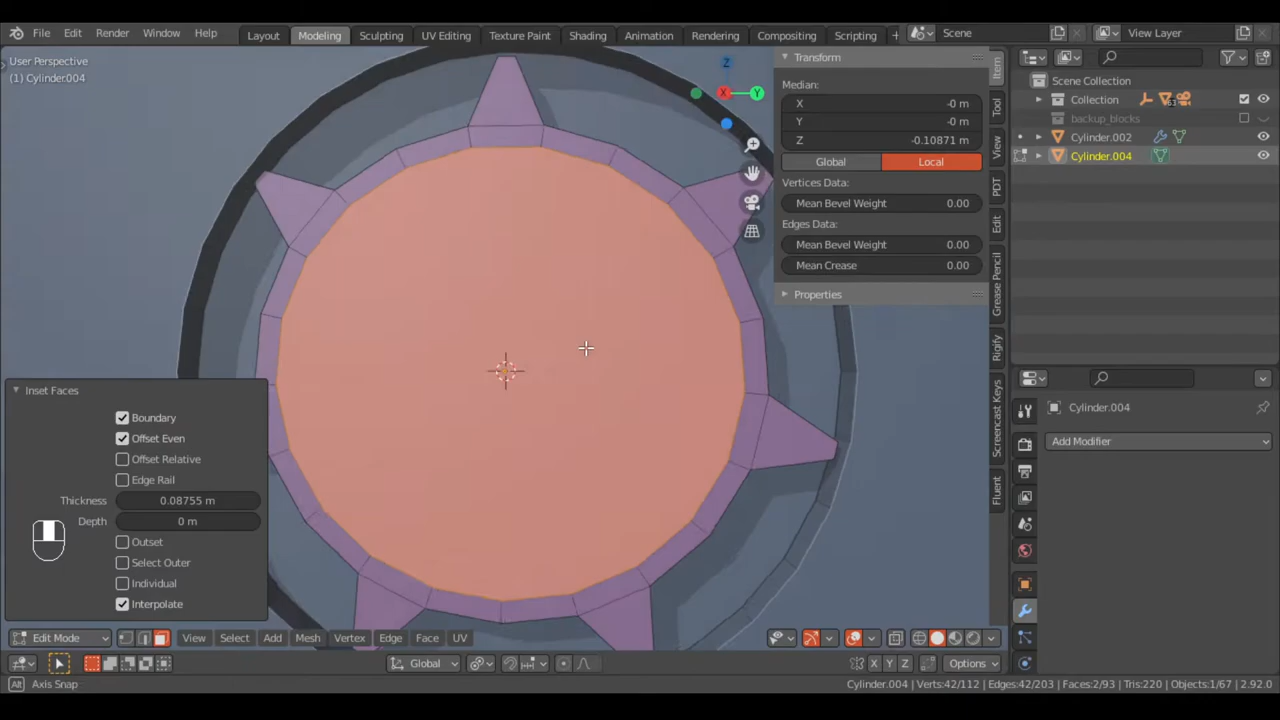 File Edit Render Window Help Layout Modeling Sculpting UV Editing Texture Paint Shading Animation Rendering Compositing Scripting + Scene View Layer
User Perspective
(1) Cylinder.004
Z
X
Y
Transform
Median:
X -0 m
Y -0 m
Z -0.10871 m
Global Local
Vertices Data:
Mean Bevel Weight 0.00
Edges Data:
Mean Bevel Weight 0.00
Mean Crease 0.00
Properties
Item
Tool
View
PDT
Edit
Grease Pencil
Rigify
Screencast Keys
Fluent
Scene Collection
Collection 63
backup_blocks
Cylinder.002
Cylinder.004
Cylinder.004
Add Modifier
Inset Faces
Boundary
Offset Even
Offset Relative
Edge Rail
Thickness 0.08755 m
Depth 0 m
Outset
Select Outer
Individual
Interpolate
Edit Mode View Select Add Mesh Vertex Edge Face UV
Global X Y Z Options
Alt Axis Snap Cylinder.004 | Verts:42/112 | Edges:42/203 | Faces:2/93 | Tris:220 | Objects:1/67 | 2.92.0